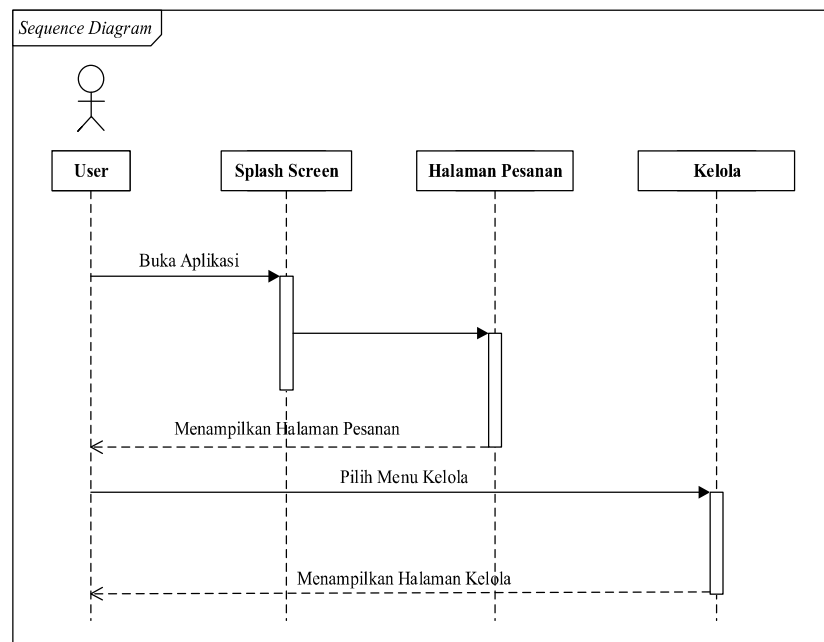 Sequence Diagram
User
Splash Screen
Halaman Pesanan
Kelola
Buka Aplikasi
Menampilkan Halaman Pesanan
Pilih Menu Kelola
Menampilkan Halaman Kelola